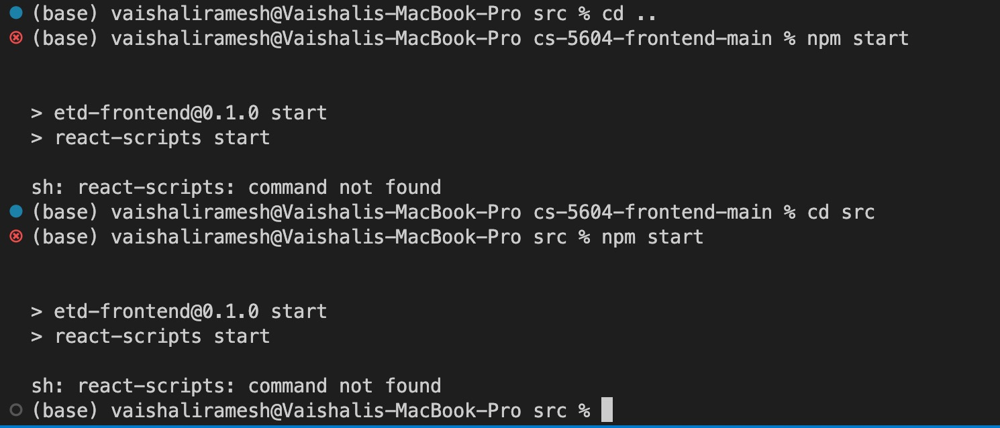 (base) vaishaliramesh@Vaishalis-MacBook-Pro src % cd ..
(base) vaishaliramesh@Vaishalis-MacBook-Pro cs-5604-frontend-main % npm start
> etd-frontend@0.1.0 start
> react-scripts start
sh: react-scripts: command not found
(base) vaishaliramesh@Vaishalis-MacBook-Pro cs-5604-frontend-main % cd src
(base) vaishaliramesh@Vaishalis-MacBook-Pro src % npm start
> etd-frontend@0.1.0 start
> react-scripts start
sh: react-scripts: command not found
(base) vaishaliramesh@Vaishalis-MacBook-Pro src %